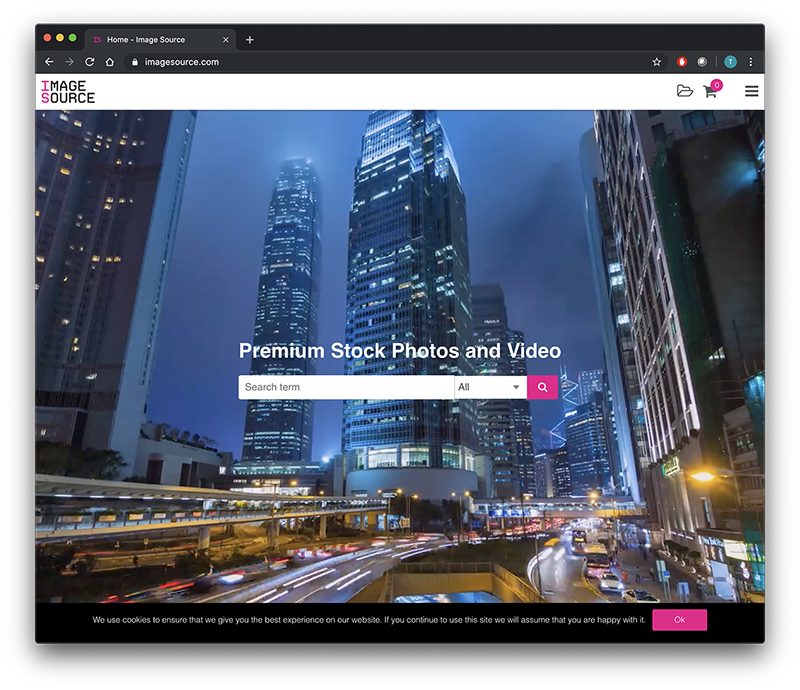 IS Home - Image Source
imagesource.com
T
IMAGE
SOURCE
0
Premium Stock Photos and Video
Search term
All
We use cookies to ensure that we give you the best experience on our website. If you continue to use this site we will assume that you are happy with it.
Ok